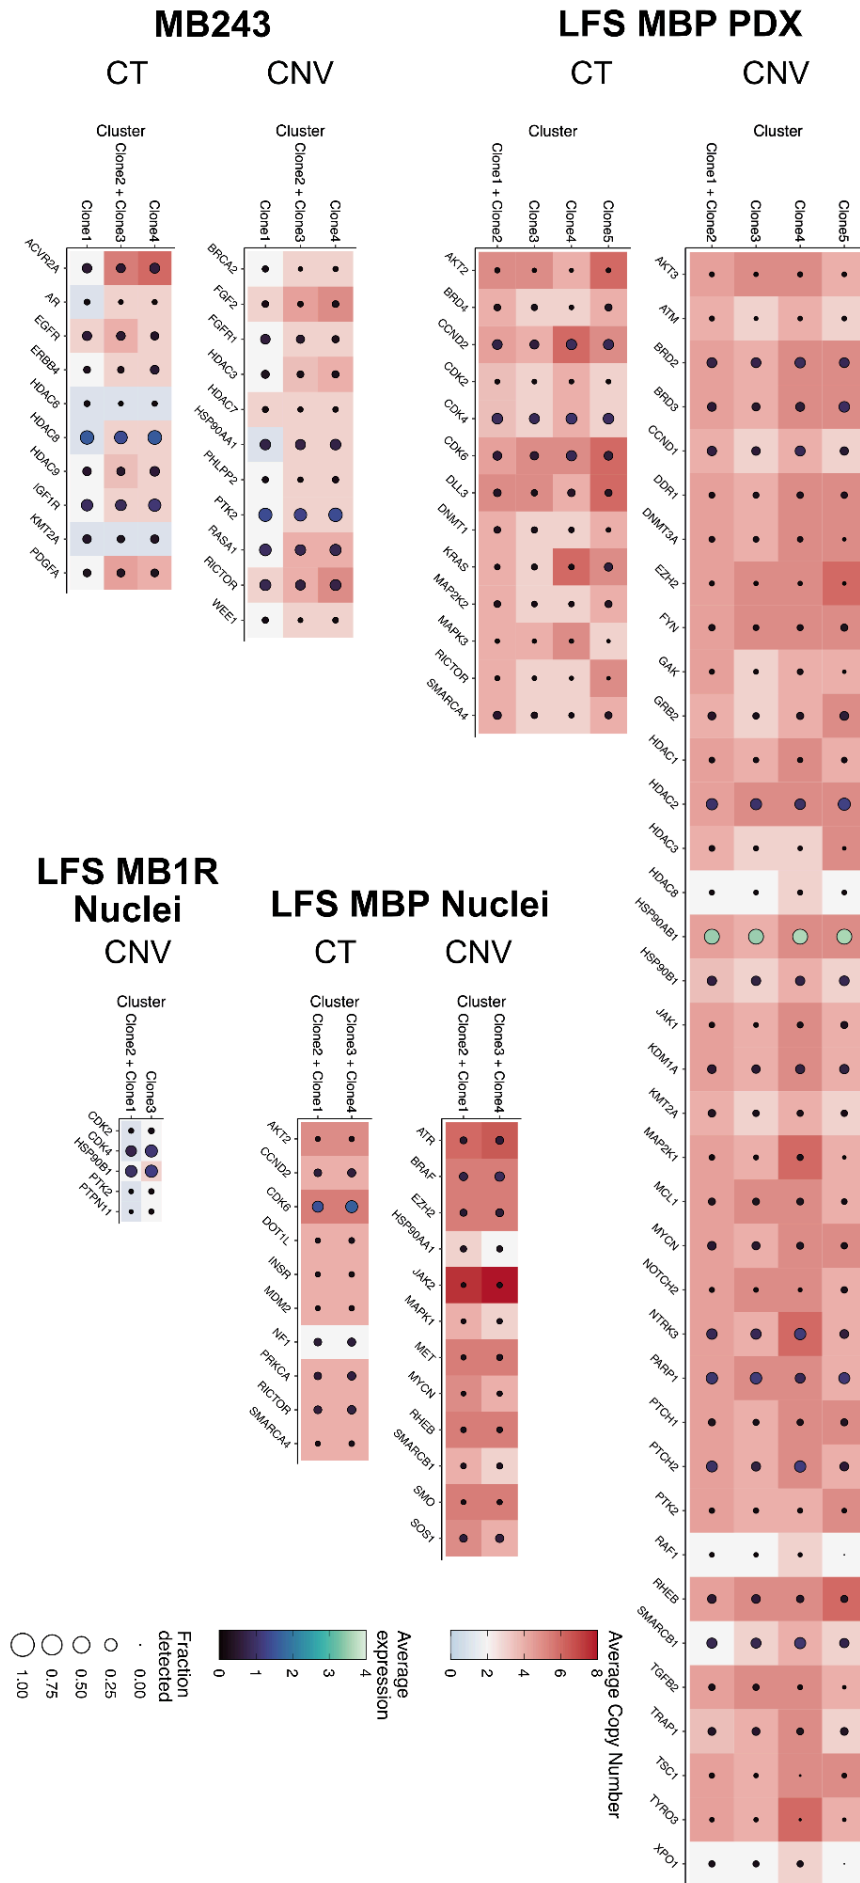 MB243
CT
Cluster
Clone1
Clone2 + Clone3
Clone4
ACVR2A
AR
EGFR
ERBB4
HDAC6
HDAC8
HDAC9
IGF1R
KMT2A
PDGFA
CNV
Cluster
Clone1
Clone2 + Clone3
Clone4
BRCA2
FGF2
FGFR1
HDAC3
HDAC7
HSP90AA1
PHLPP2
PTK2
RASA1
RICTOR
WEE1
LFS MBP PDX
CT
Cluster
Clone1 + Clone2
Clone3
Clone4
Clone5
AKT2
BRD4
CCND2
CDK2
CDK4
CDK6
DLL3
DNMT1
KRAS
MAP2K2
MAPK3
RICTOR
SMARCA4
CNV
Cluster
Clone1 + Clone2
Clone3
Clone4
Clone5
AKT3
ATM
BRD2
BRD3
CCND1
DDR1
DNMT3A
EZH2
FYN
GAK
GRB2
HDAC1
HDAC2
HDAC3
HDAC8
HSP90AB1
HSP90B1
JAK1
KDM1A
KMT2A
MAP2K1
MCL1
MYCN
NOTCH2
NTRK3
PARP1
PTCH1
PTCH2
PTK2
RAF1
RHEB
SMARCB1
TGFB2
TRAP1
TSC1
TYRO3
XPO1
LFS MB1R
Nuclei
CNV
Cluster
Clone2 + Clone1
Clone3
CDK2
CDK4
HSP90B1
PTK2
PTPN11
LFS MBP Nuclei
CT
Cluster
Clone2 + Clone1
Clone3 + Clone4
AKT2
CCND2
CDK6
DOT1L
INSR
MDM2
NF1
PRKCA
RICTOR
SMARCA4
CNV
Cluster
Clone2 + Clone1
Clone3 + Clone4
ATR
BRAF
EZH2
HSP90AA1
JAK2
MAPK1
MET
MYCN
RHEB
SMARCB1
SMO
SOS1
Fraction
detected
1.00
0.75
0.50
0.25
0.00
Average
expression
0
1
2
3
4
Average Copy Number
0
2
4
6
8